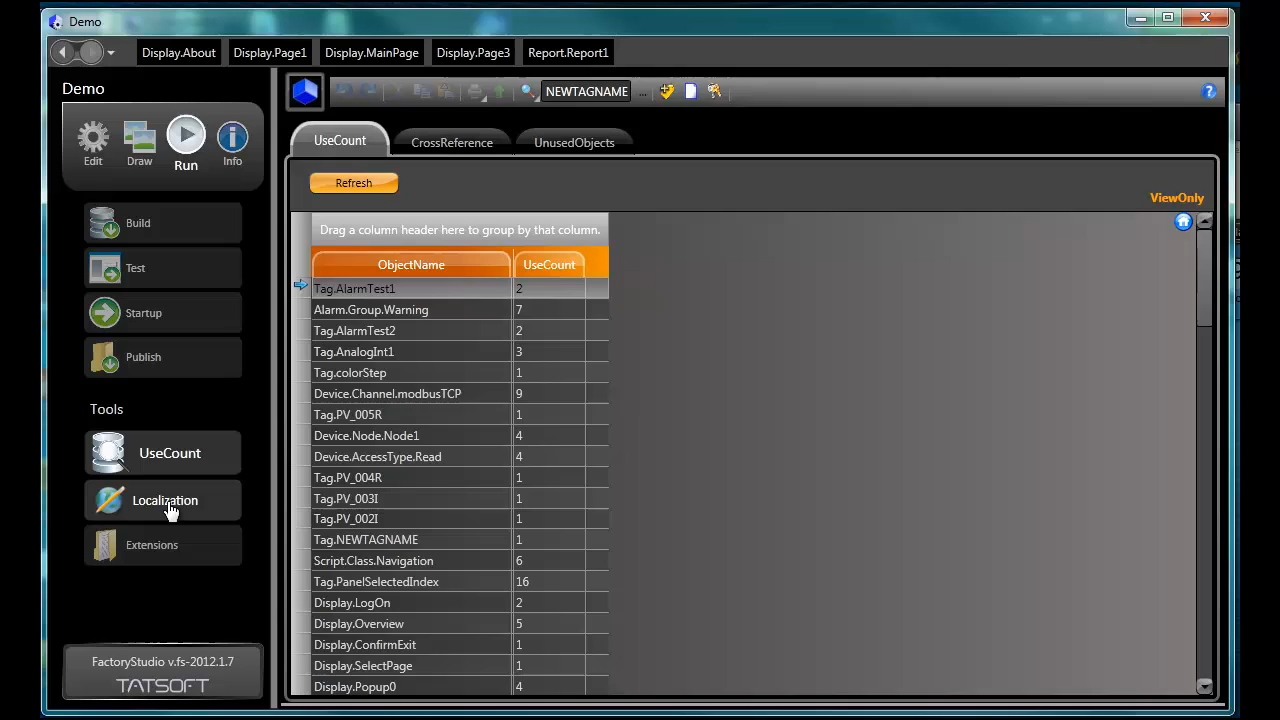 Demo
Display.About Display.Page1 Display.MainPage Display.Page3 Report.Report1
Demo
Edit Draw Run Info
Build
Test
Startup
Publish
Tools
UseCount
Localization
Extensions
FactoryStudio v.fs-2012.1.7
TATSOFT
NEWTAGNAME ...
UseCount CrossReference UnusedObjects
Refresh
ViewOnly
Drag a column header here to group by that column.
ObjectName UseCount
Tag.AlarmTest1 2
Alarm.Group.Warning 7
Tag.AlarmTest2 2
Tag.AnalogInt1 3
Tag.colorStep 1
Device.Channel.modbusTCP 9
Tag.PV_005R 1
Device.Node.Node1 4
Device.AccessType.Read 4
Tag.PV_004R 1
Tag.PV_003I 1
Tag.PV_002I 1
Tag.NEWTAGNAME 1
Script.Class.Navigation 6
Tag.PanelSelectedIndex 16
Display.LogOn 2
Display.Overview 5
Display.ConfirmExit 1
Display.SelectPage 1
Display.Popup0 4